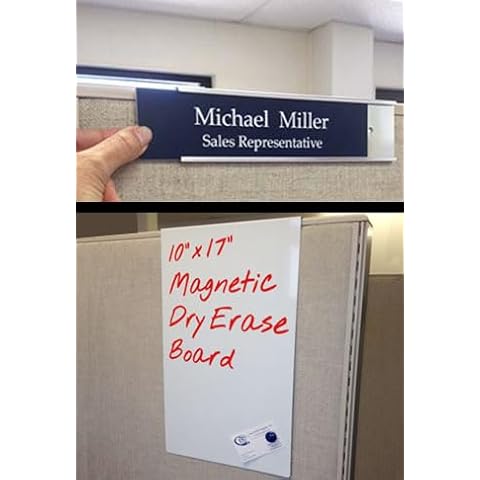 Michael Miller
Sales Representative
10" x 17"
Magnetic
Dry Erase
Board